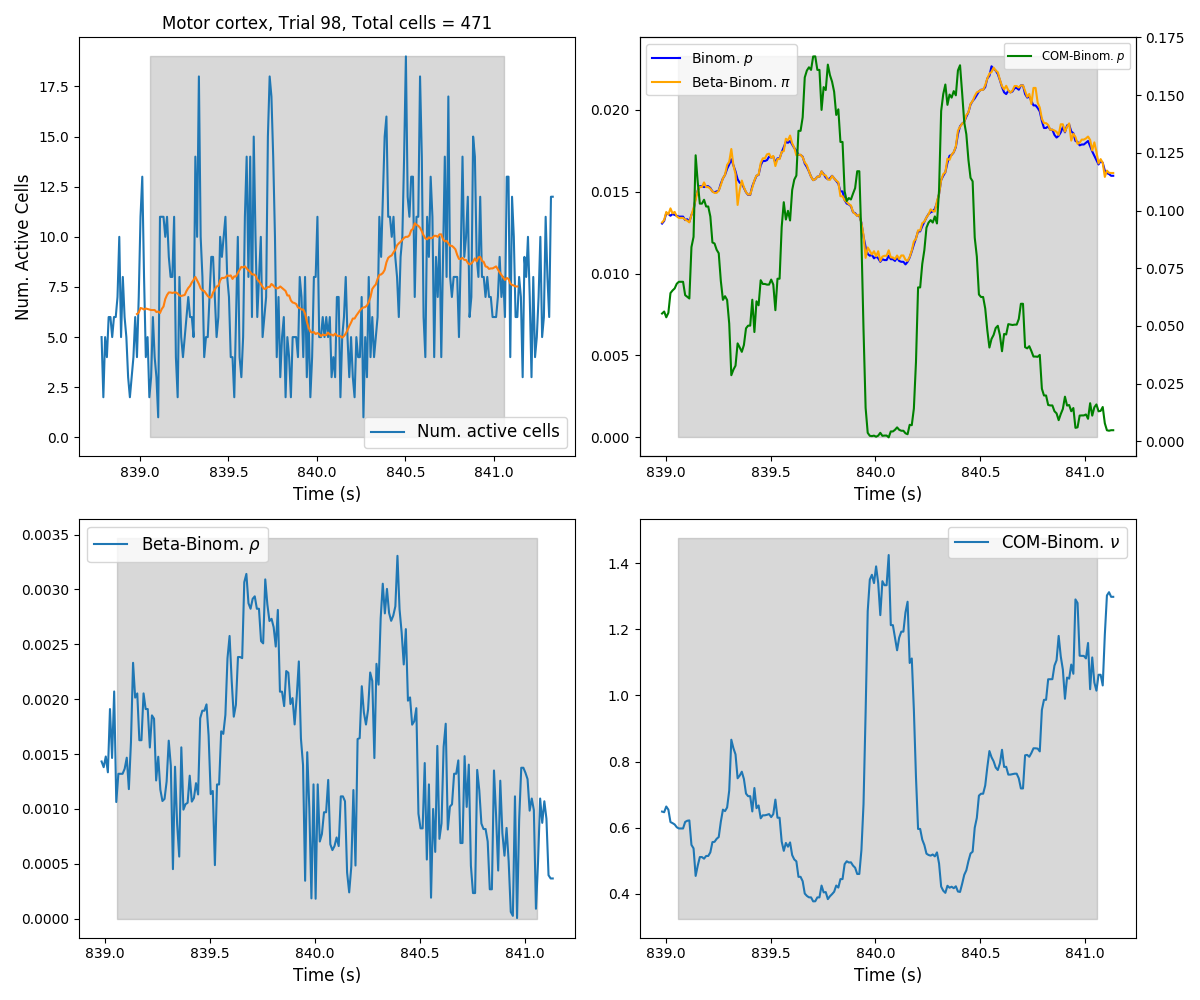 Motor cortex, Trial 98, Total cells = 471
Num. Active Cells
17.5
15.0
12.5
10.0
7.5
5.0
2.5
0.0
Num. active cells
839.0 839.5 840.0 840.5 841.0
Time (s)
Binom. p
Beta-Binom. π
COM-Binom. p
0.020
0.015
0.010
0.005
0.000
0.175
0.150
0.125
0.100
0.075
0.050
0.025
0.000
839.0 839.5 840.0 840.5 841.0
Time (s)
Beta-Binom. ρ
0.0035
0.0030
0.0025
0.0020
0.0015
0.0010
0.0005
0.0000
839.0 839.5 840.0 840.5 841.0
Time (s)
COM-Binom. ν
1.4
1.2
1.0
0.8
0.6
0.4
839.0 839.5 840.0 840.5 841.0
Time (s)